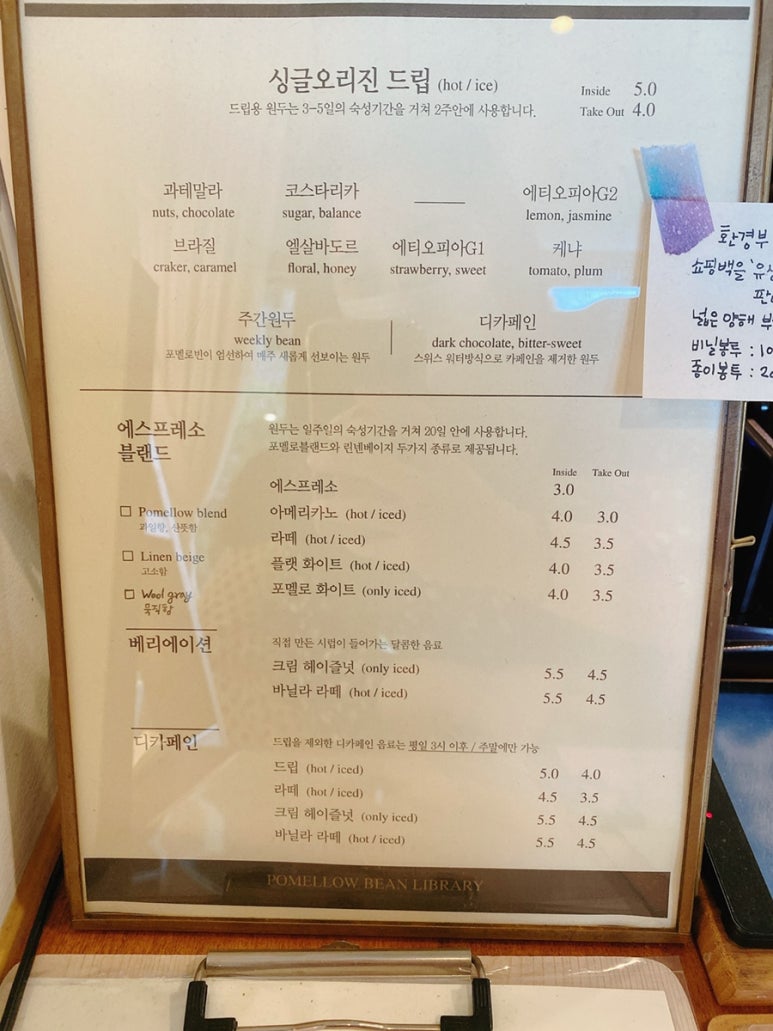 싱글오리진 드립 (hot / ice)
Inside 5.0
드립용 원두는 3-5일의 숙성기간을 거쳐 2주안에 사용합니다.
Take Out 4.0
과테말라 코스타리카 에티오피아G2
nuts, chocolate sugar, balance lemon, jasmine
브라질 엘살바도르 에티오피아G1 케냐
craker, caramel floral, honey strawberry, sweet tomato, plum
주간원두 디카페인
weekly bean dark chocolate, bitter-sweet
포멜로빈이 엄선하여 매주 새롭게 선보이는 원두 스위스 워터방식으로 카페인을 제거한 원두
환경부
쇼핑백을 '유상
판
넓은 양해 부
비닐봉투 : 10
종이봉투 : 20
에스프레소
블랜드
원두는 일주일의 숙성기간을 거쳐 20일 안에 사용합니다.
포멜로블랜드와 린넨베이지 두가지 종류로 제공됩니다.
Inside Take Out
에스프레소 3.0
Pomellow blend
과일향, 산뜻함
Linen beige
고소함
Wool gray
묵직함
아메리카노 (hot / iced) 4.0 3.0
라떼 (hot / iced) 4.5 3.5
플랫 화이트 (hot / iced) 4.0 3.5
포멜로 화이트 (only iced) 4.0 3.5
베리에이션
직접 만든 시럽이 들어가는 달콤한 음료
크림 헤이즐넛 (only iced) 5.5 4.5
바닐라 라떼 (hot / iced) 5.5 4.5
디카페인
드립을 제외한 디카페인 음료는 평일 3시 이후 / 주말에만 가능
드립 (hot / iced) 5.0 4.0
라떼 (hot / iced) 4.5 3.5
크림 헤이즐넛 (only iced) 5.5 4.5
바닐라 라떼 (hot / iced) 5.5 4.5
POMELLOW BEAN LIBRARY